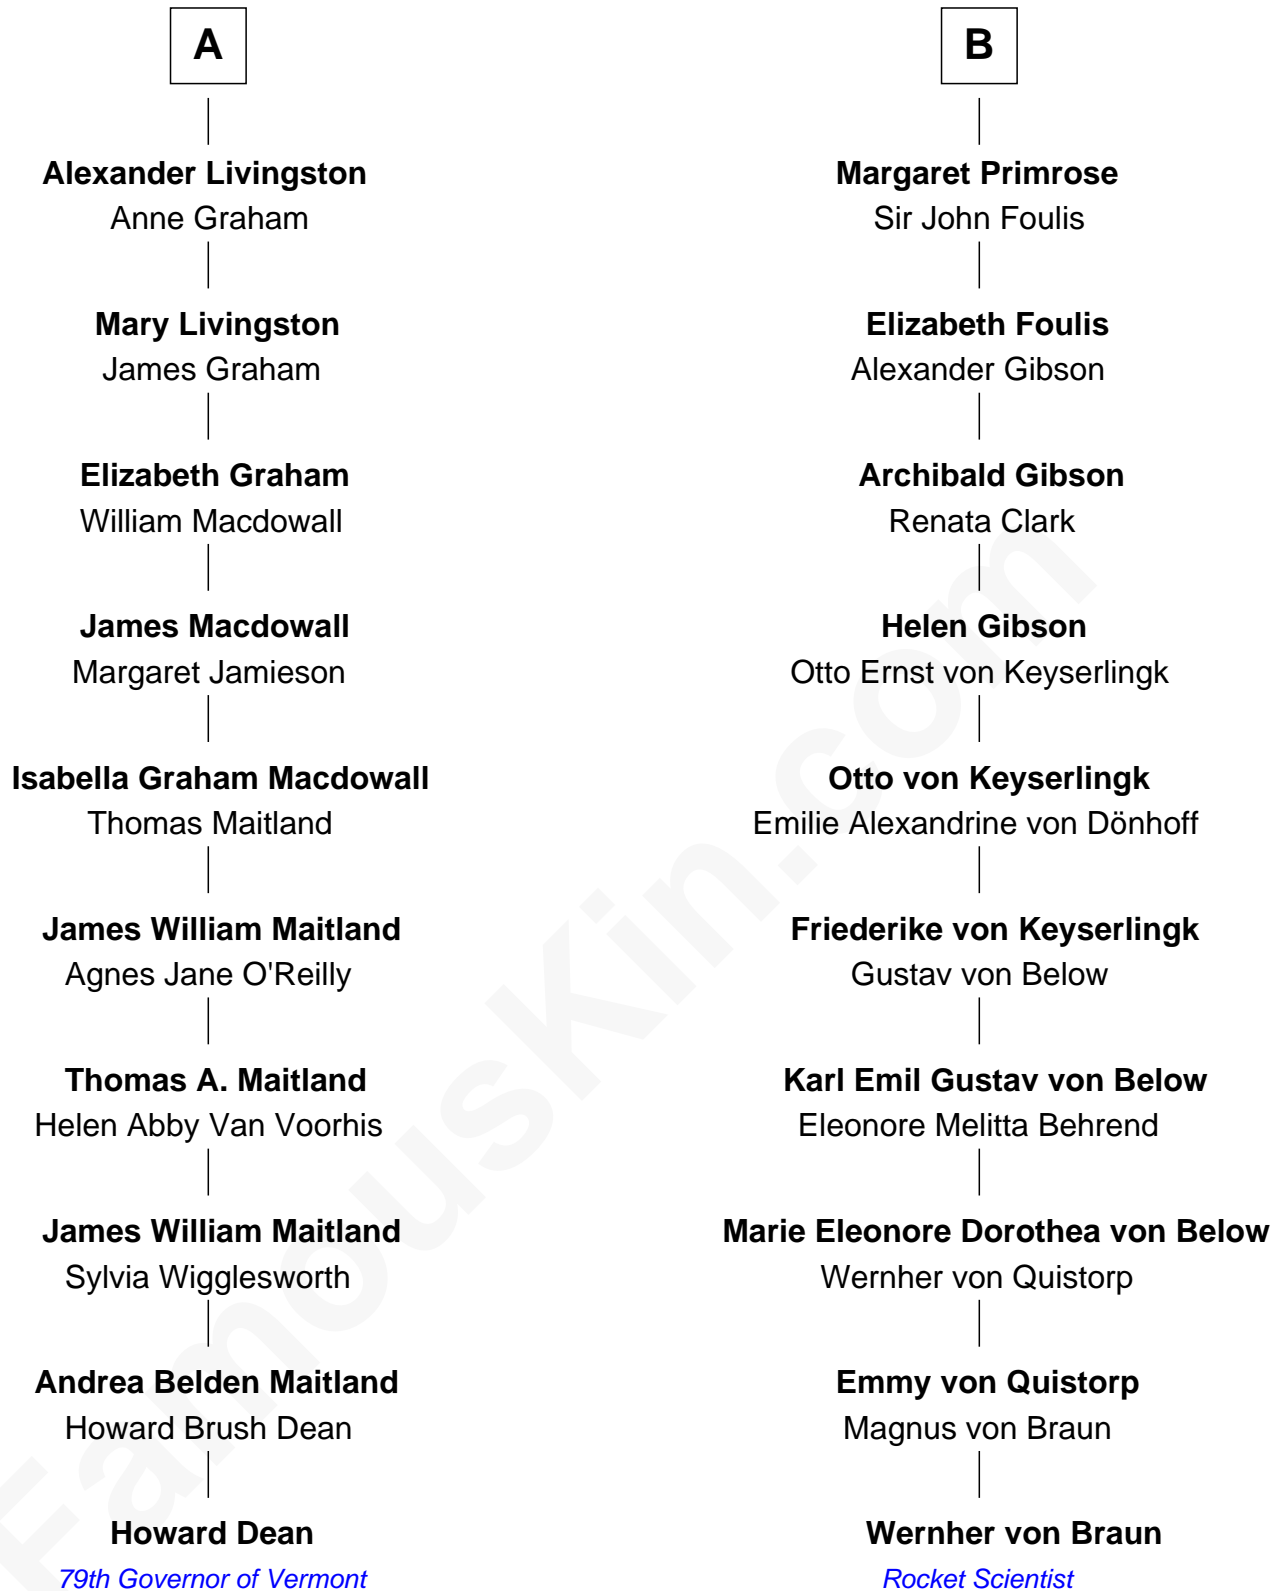 A
Alexander Livingston
Anne Graham
Mary Livingston
James Graham
Elizabeth Graham
William Macdowall
James Macdowall
Margaret Jamieson
Isabella Graham Macdowall
Thomas Maitland
James William Maitland
Agnes Jane O'Reilly
Thomas A. Maitland
Helen Abby Van Voorhis
James William Maitland
Sylvia Wigglesworth
Andrea Belden Maitland
Howard Brush Dean
Howard Dean
79th Governor of Vermont
B
Margaret Primrose
Sir John Foulis
Elizabeth Foulis
Alexander Gibson
Archibald Gibson
Renata Clark
Helen Gibson
Otto Ernst von Keyserlingk
Otto von Keyserlingk
Emilie Alexandrine von Dönhoff
Friederike von Keyserlingk
Gustav von Below
Karl Emil Gustav von Below
Eleonore Melitta Behrend
Marie Eleonore Dorothea von Below
Wernher von Quistorp
Emmy von Quistorp
Magnus von Braun
Wernher von Braun
Rocket Scientist
FamousKin.com